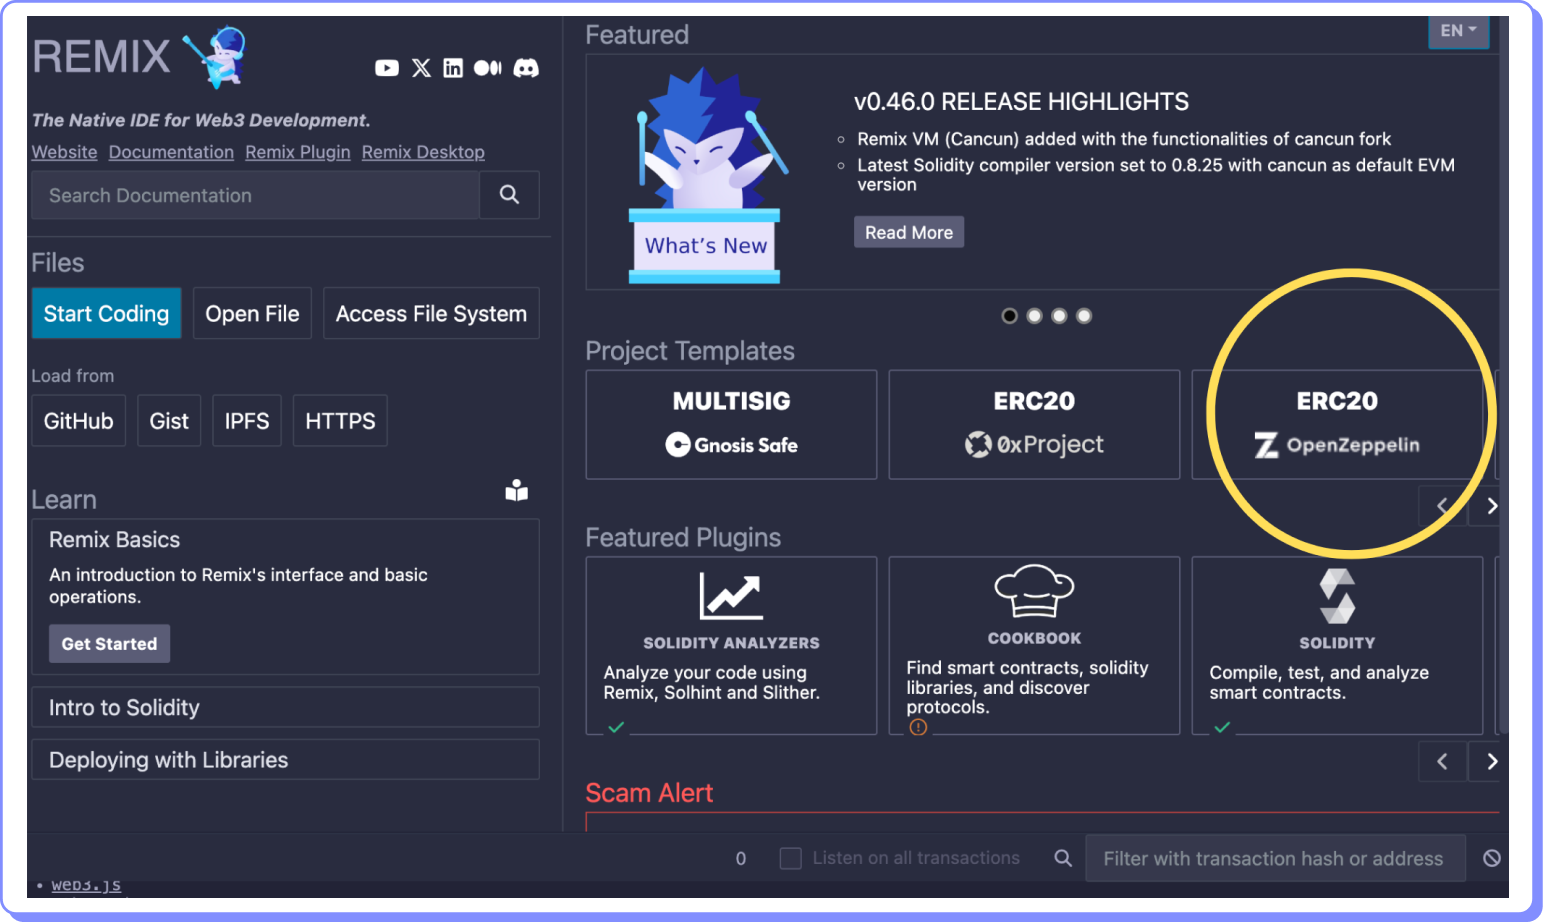 REMIX
The Native IDE for Web3 Development.
Website Documentation Remix Plugin Remix Desktop
Search Documentation
Files
Start Coding Open File Access File System
Load from
GitHub Gist IPFS HTTPS
Learn
Remix Basics
An introduction to Remix's interface and basic
operations.
Get Started
Intro to Solidity
Deploying with Libraries
Featured
EN
What's New
v0.46.0 RELEASE HIGHLIGHTS
Remix VM (Cancun) added with the functionalities of cancun fork
Latest Solidity compiler version set to 0.8.25 with cancun as default EVM
version
Read More
Project Templates
MULTISIG
Gnosis Safe
ERC20
0xProject
ERC20
OpenZeppelin
Featured Plugins
SOLIDITY ANALYZERS
Analyze your code using
Remix, Solhint and Slither.
COOKBOOK
Find smart contracts, solidity
libraries, and discover
protocols.
SOLIDITY
Compile, test, and analyze
smart contracts.
Scam Alert
0 Listen on all transactions Filter with transaction hash or address
web3.js